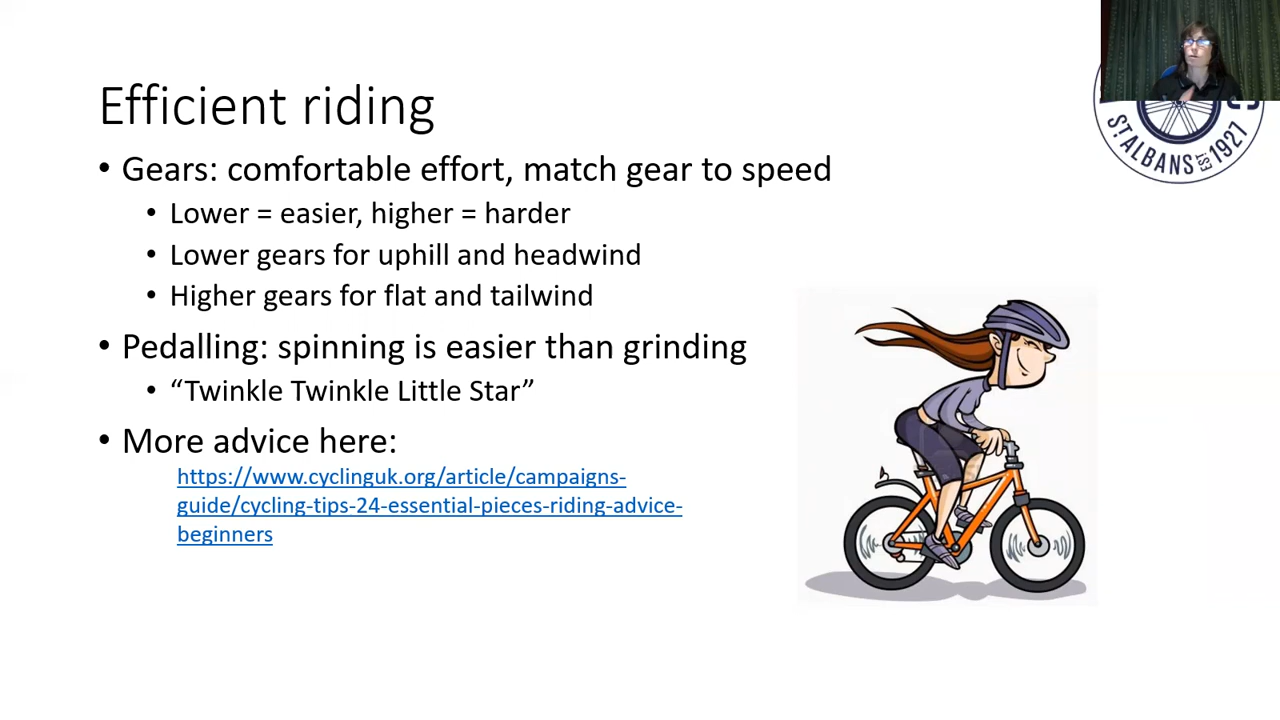 Efficient riding
• Gears: comfortable effort, match gear to speed
• Lower = easier, higher = harder
• Lower gears for uphill and headwind
• Higher gears for flat and tailwind
• Pedalling: spinning is easier than grinding
• “Twinkle Twinkle Little Star”
• More advice here:
https://www.cyclinguk.org/article/campaigns-
guide/cycling-tips-24-essential-pieces-riding-advice-
beginners
ST. ALBANS EST 1927